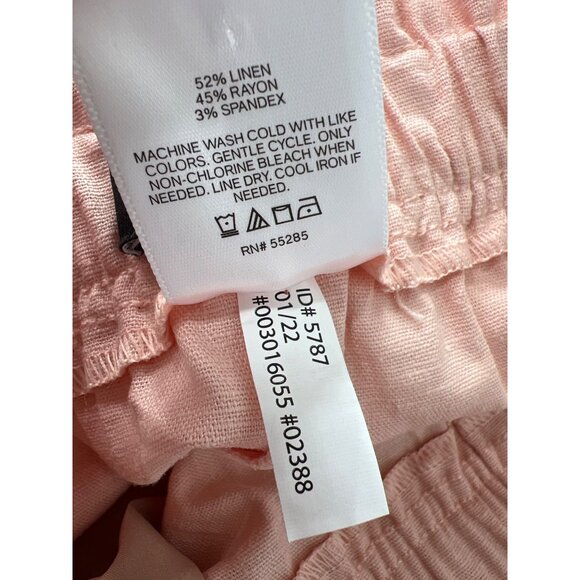 52% LINEN
45% RAYON
3% SPANDEX
MACHINE WASH COLD WITH LIKE
COLORS. GENTLE CYCLE. ONLY
NON-CHLORINE BLEACH WHEN
NEEDED. LINE DRY. COOL IRON IF
NEEDED.
RN# 55285
ID# 5787
01/22
#003016055 #02388